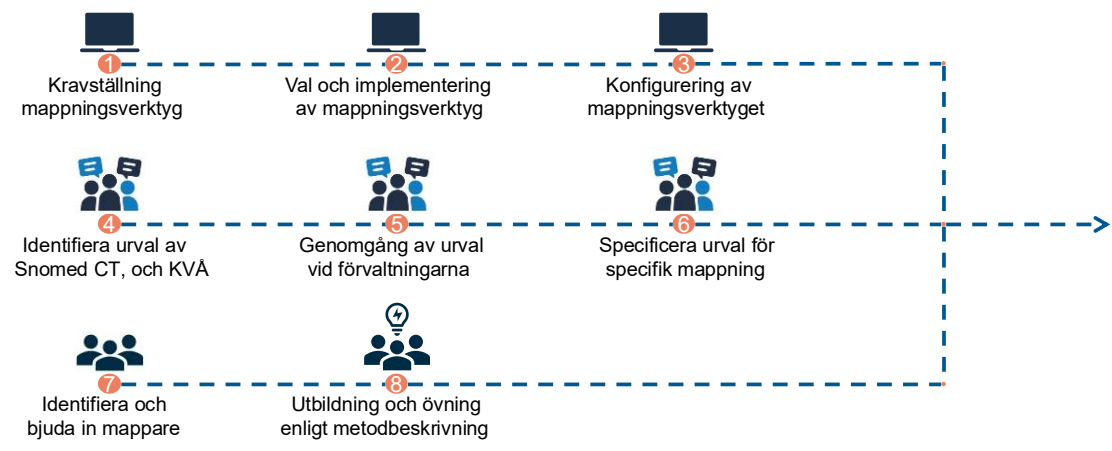 1
Kravställning
mappningsverktyg
2
Val och implementering
av mappningsverktyg
3
Konfigurering av
mappningsverktyget
4
Identifiera urval av
Snomed CT, och KVÅ
5
Genomgång av urval
vid förvaltningarna
6
Specificera urval för
specifik mappning
7
Identifiera och
bjuda in mappare
8
Utbildning och övning
enligt metodbeskrivning